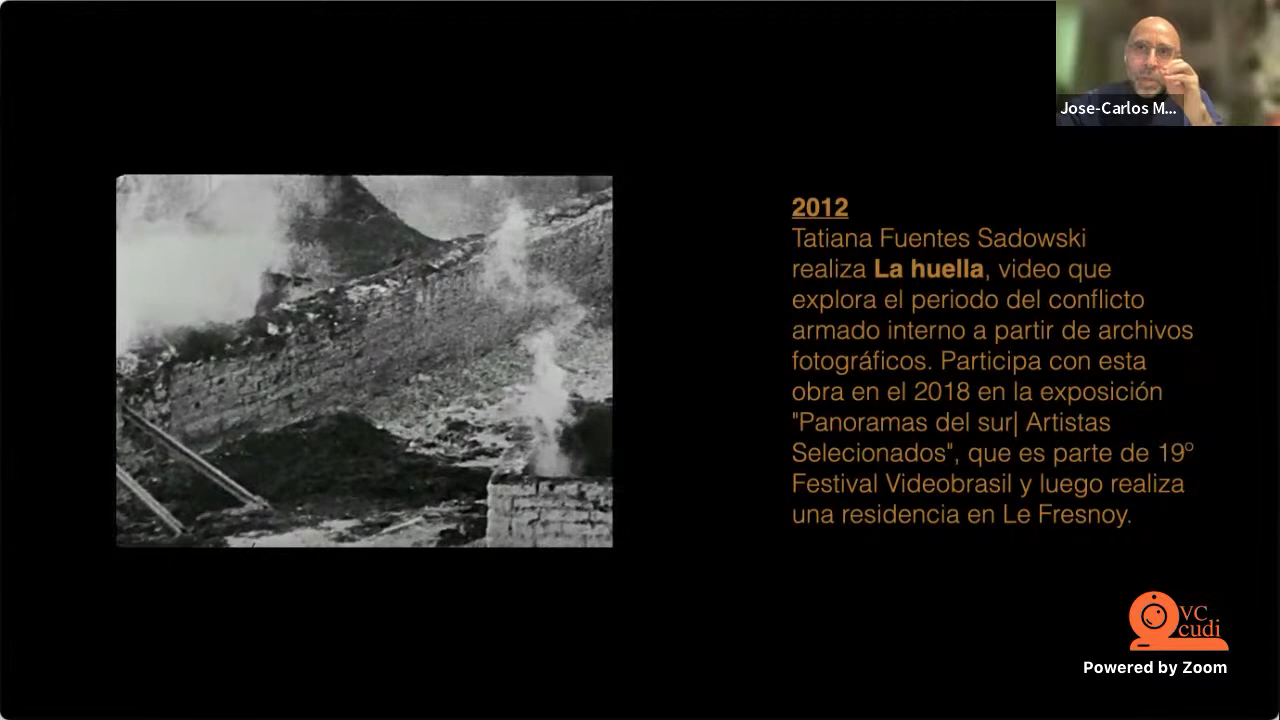 Jose-Carlos M...
2012
Tatiana Fuentes Sadowski
realiza La huella, video que
explora el periodo del conflicto
armado interno a partir de archivos
fotográficos. Participa con esta
obra en el 2018 en la exposición
"Panoramas del sur| Artistas
Selecionados", que es parte de 19º
Festival Videobrasil y luego realiza
una residencia en Le Fresnoy.
VC
cudi
Powered by Zoom